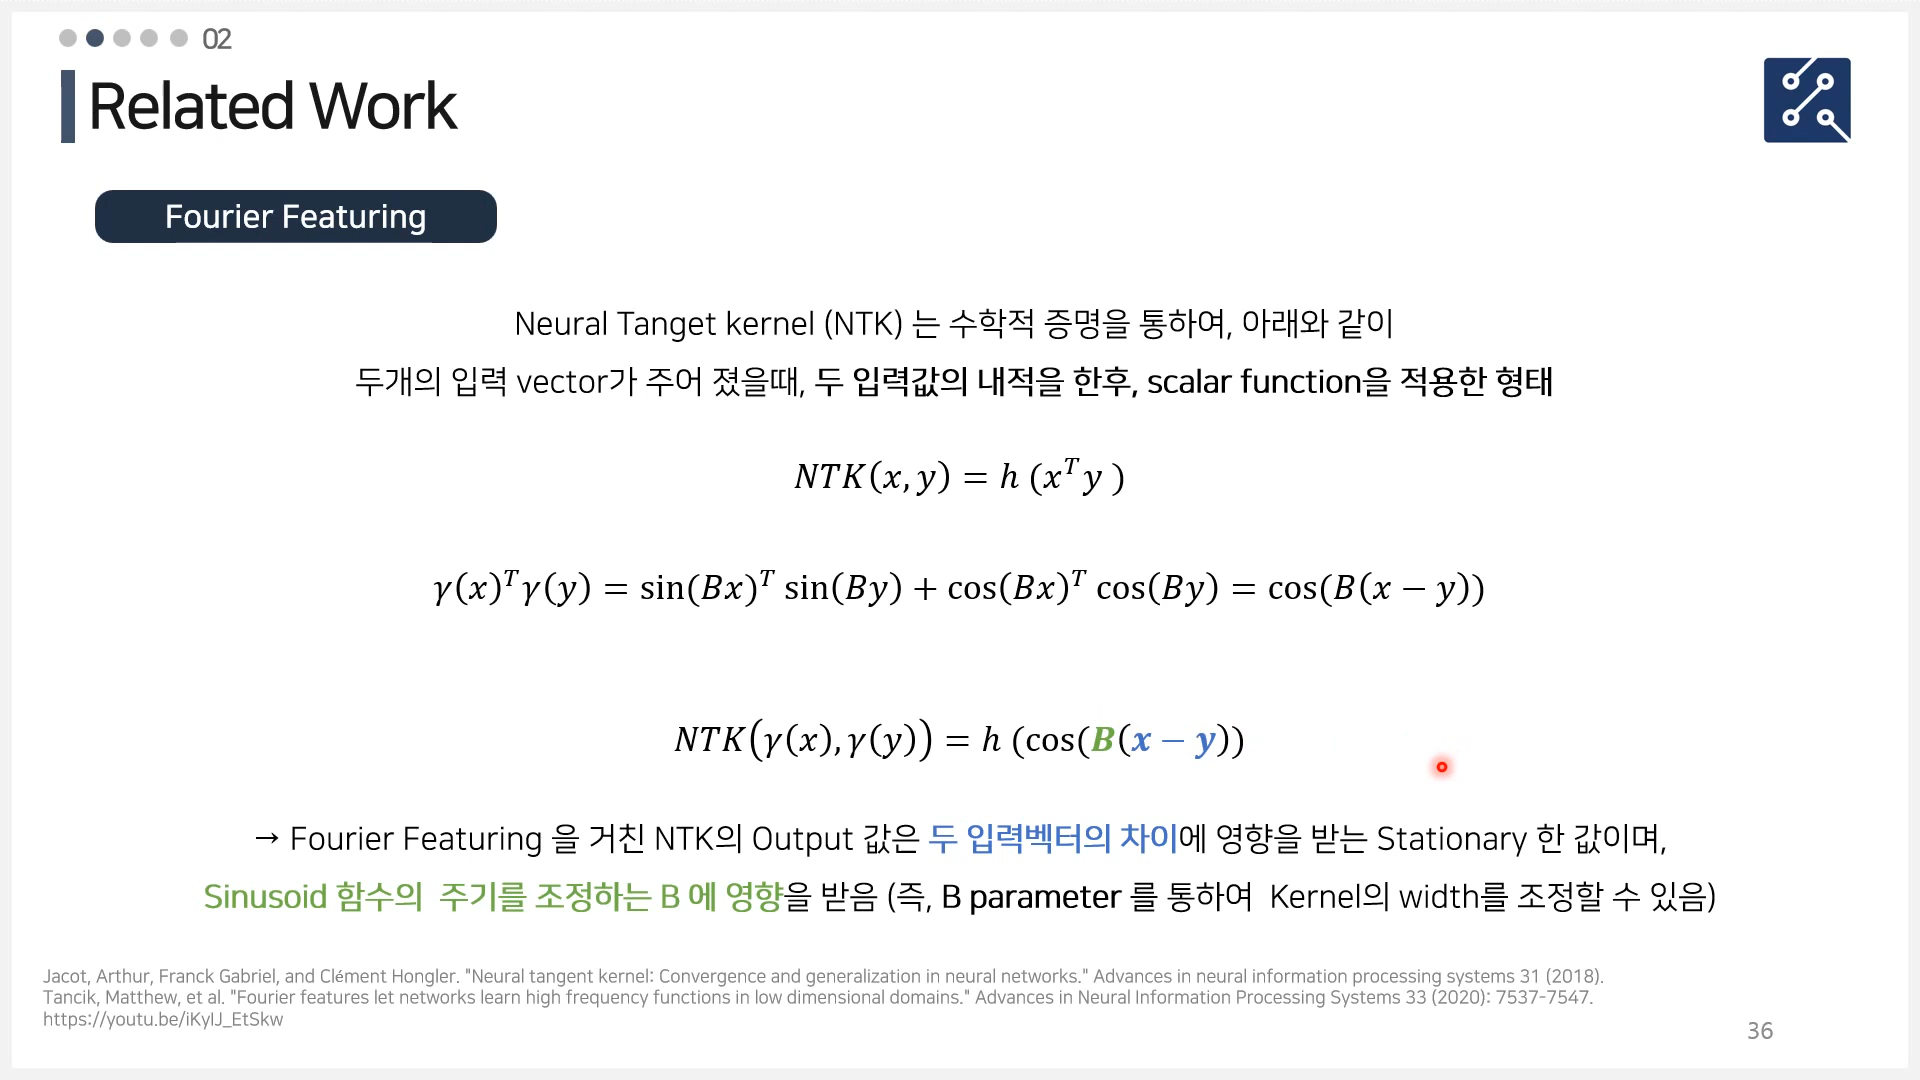 02
Related Work
Fourier Featuring
Neural Tanget kernel (NTK) 는 수학적 증명을 통하여, 아래와 같이
두개의 입력 vector가 주어 졌을때, 두 입력값의 내적을 한후, scalar function을 적용한 형태
NTK(x, y) = h (x^T y )
γ(x)^T γ(y) = sin(Bx)^T sin(By) + cos(Bx)^T cos(By) = cos(B(x − y))
NTK(γ(x), γ(y)) = h (cos(B(x − y))
→ Fourier Featuring 을 거친 NTK의 Output 값은 두 입력벡터의 차이에 영향을 받는 Stationary 한 값이며,
Sinusoid 함수의 주기를 조정하는 B 에 영향을 받음 (즉, B parameter 를 통하여 Kernel의 width를 조정할 수 있음)
Jacot, Arthur, Franck Gabriel, and Clément Hongler. "Neural tangent kernel: Convergence and generalization in neural networks." Advances in neural information processing systems 31 (2018).
Tancik, Matthew, et al. "Fourier features let networks learn high frequency functions in low dimensional domains." Advances in Neural Information Processing Systems 33 (2020): 7537-7547.
https://youtu.be/iKyIJ_EtSkw
36